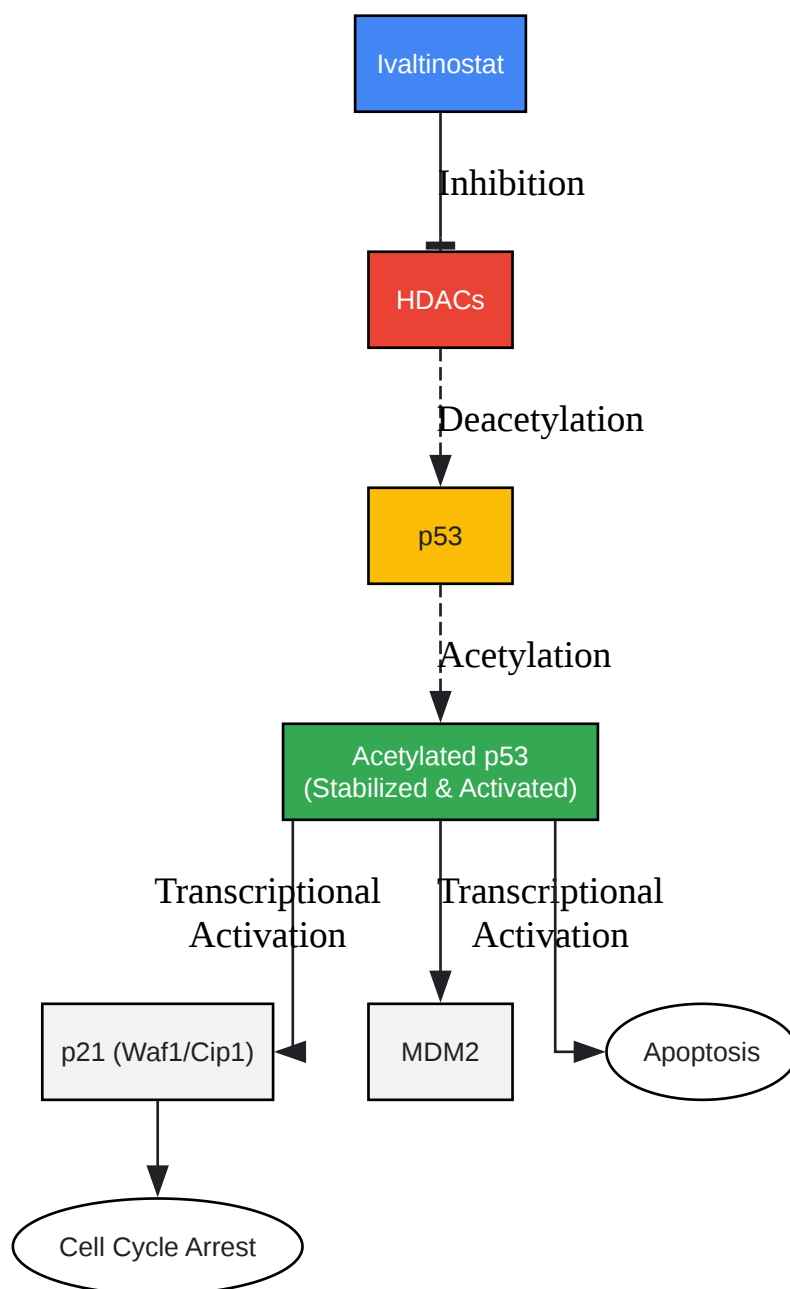 Ivaltinostat
Inhibition
HDACs
Deacetylation
p53
Acetylation
Acetylated p53
(Stabilized & Activated)
Transcriptional
Activation
Transcriptional
Activation
p21 (Waf1/Cip1)
MDM2
Apoptosis
Cell Cycle Arrest